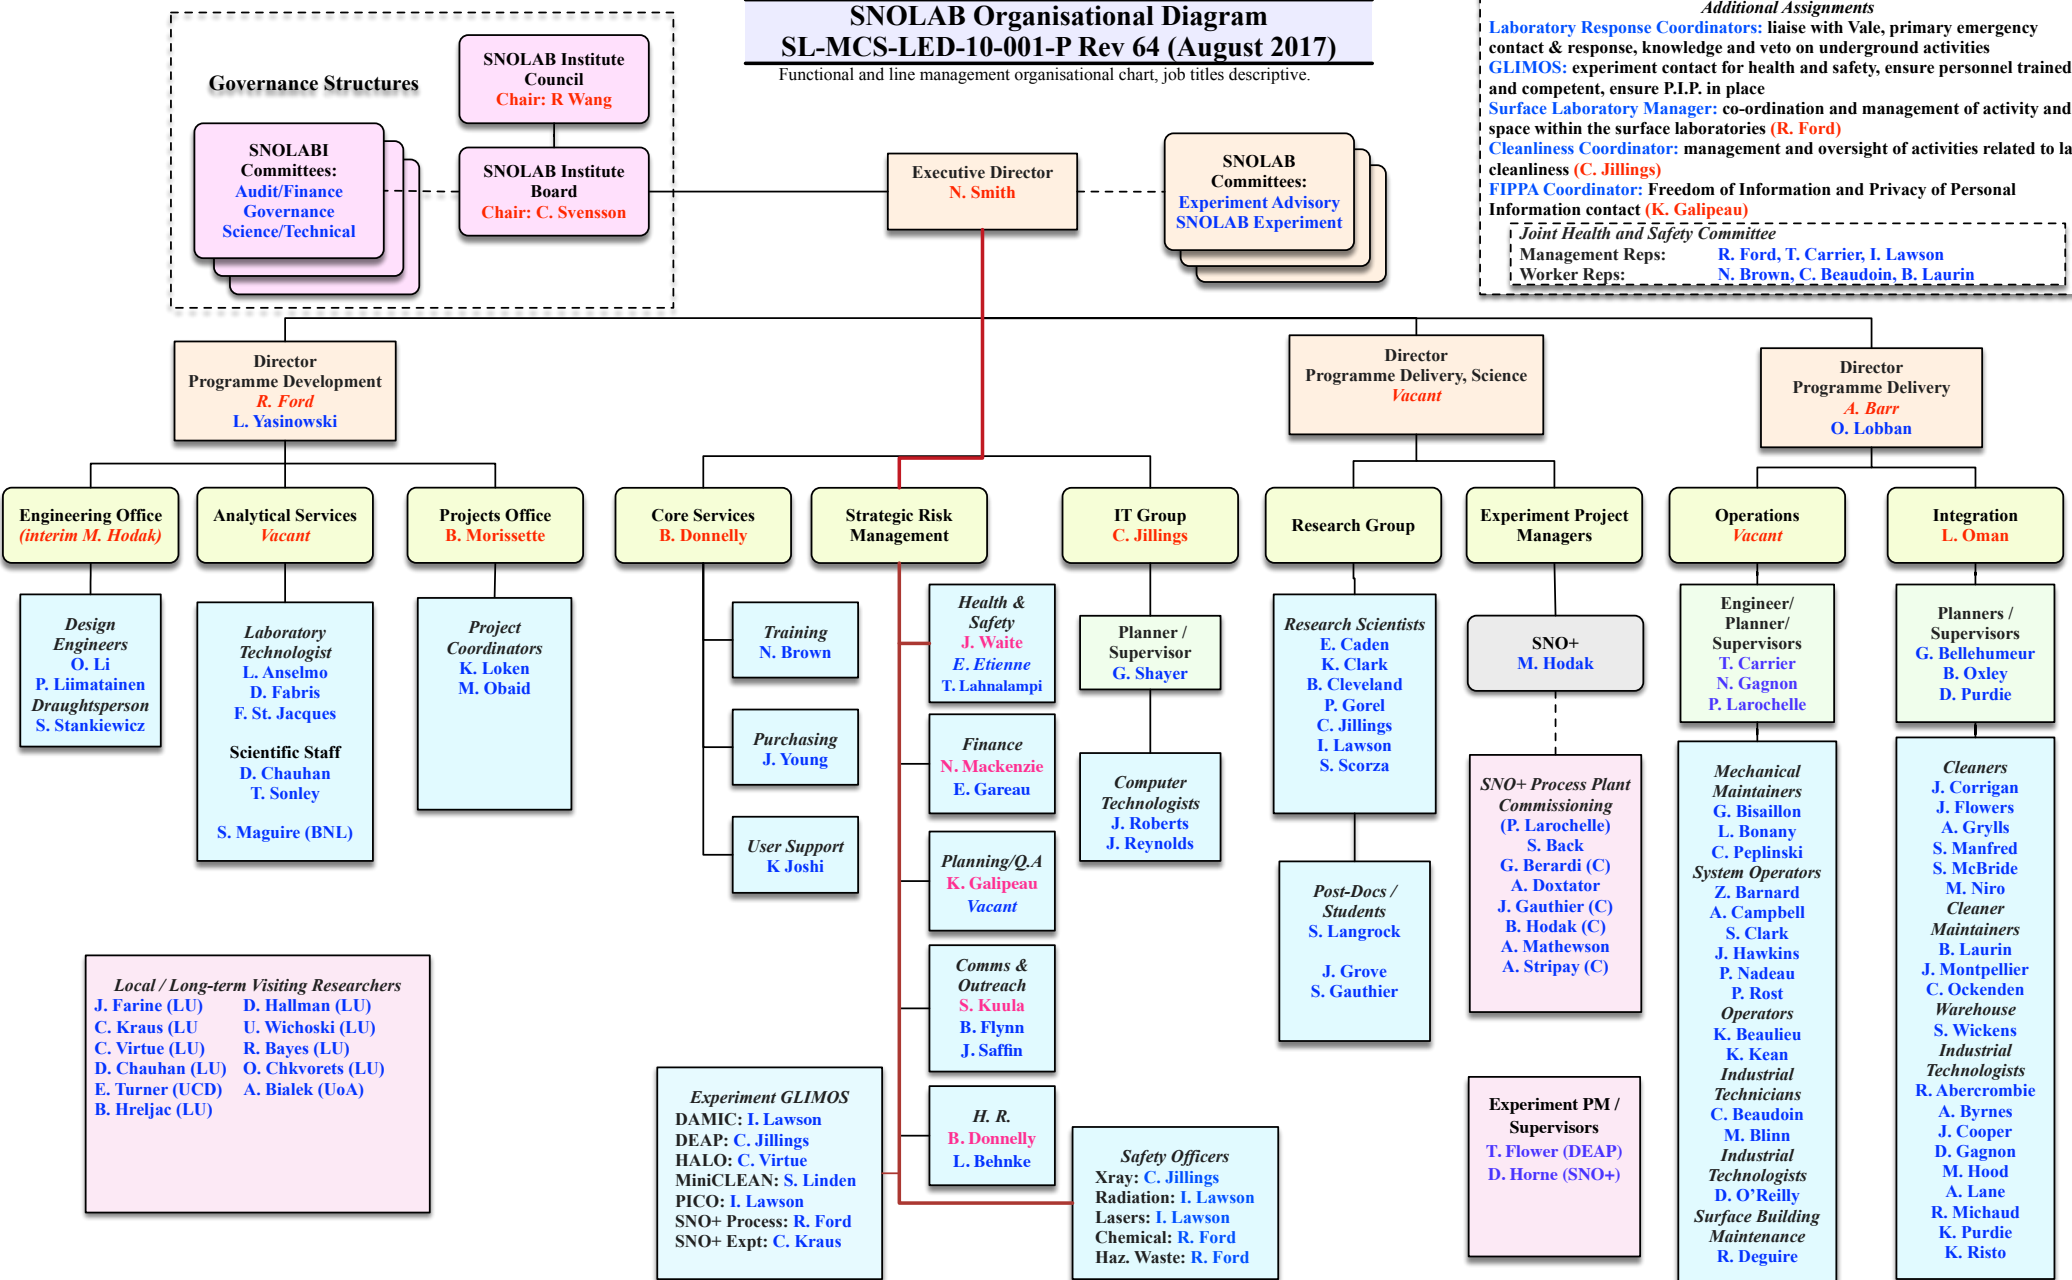 SNOLAB Organisational Diagram
SL-MCS-LED-10-001-P Rev 64 (August 2017)
Functional and line management organisational chart, job titles descriptive.
Governance Structures
SNOLAB Institute
Council
Chair: R Wang
SNOLABI
Committees:
Audit/Finance
Governance
Science/Technical
SNOLAB Institute
Board
Chair: C. Svensson
Executive Director
N. Smith
SNOLAB
Committees:
Experiment Advisory
SNOLAB Experiment
Additional Assignments
Laboratory Response Coordinators: liaise with Vale, primary emergency
contact & response, knowledge and veto on underground activities
GLIMOS: experiment contact for health and safety, ensure personnel trained
and competent, ensure P.I.P. in place
Surface Laboratory Manager: co-ordination and management of activity and
space within the surface laboratories (R. Ford)
Cleanliness Coordinator: management and oversight of activities related to la
cleanliness (C. Jillings)
FIPPA Coordinator: Freedom of Information and Privacy of Personal
Information contact (K. Galipeau)
Joint Health and Safety Committee
Management Reps: R. Ford, T. Carrier, I. Lawson
Worker Reps: N. Brown, C. Beaudoin, B. Laurin
Director
Programme Development
R. Ford
L. Yasinowski
Director
Programme Delivery, Science
Vacant
Director
Programme Delivery
A. Barr
O. Lobban
Engineering Office
(interim M. Hodak)
Analytical Services
Vacant
Projects Office
B. Morissette
Core Services
B. Donnelly
Strategic Risk
Management
IT Group
C. Jillings
Research Group
Experiment Project
Managers
Operations
Vacant
Integration
L. Oman
Design
Engineers
O. Li
P. Liimatainen
Draughtsperson
S. Stankiewicz
Laboratory
Technologist
L. Anselmo
D. Fabris
F. St. Jacques
Scientific Staff
D. Chauhan
T. Sonley
S. Maguire (BNL)
Project
Coordinators
K. Loken
M. Obaid
Training
N. Brown
Purchasing
J. Young
User Support
K Joshi
Health &
Safety
J. Waite
E. Etienne
T. Lahnalampi
Finance
N. Mackenzie
E. Gareau
Planning/Q.A
K. Galipeau
Vacant
Comms &
Outreach
S. Kuula
B. Flynn
J. Saffin
H. R.
B. Donnelly
L. Behnke
Planner /
Supervisor
G. Shayer
Computer
Technologists
J. Roberts
J. Reynolds
Research Scientists
E. Caden
K. Clark
B. Cleveland
P. Gorel
C. Jillings
I. Lawson
S. Scorza
Post-Docs /
Students
S. Langrock
J. Grove
S. Gauthier
SNO+
M. Hodak
SNO+ Process Plant
Commissioning
(P. Larochelle)
S. Back
G. Berardi (C)
A. Doxtator
J. Gauthier (C)
B. Hodak (C)
A. Mathewson
A. Stripay (C)
Experiment PM /
Supervisors
T. Flower (DEAP)
D. Horne (SNO+)
Engineer/
Planner/
Supervisors
T. Carrier
N. Gagnon
P. Larochelle
Mechanical
Maintainers
G. Bisaillon
L. Bonany
C. Peplinski
System Operators
Z. Barnard
A. Campbell
S. Clark
J. Hawkins
P. Nadeau
P. Rost
Operators
K. Beaulieu
K. Kean
Industrial
Technicians
C. Beaudoin
M. Blinn
Industrial
Technologists
D. O'Reilly
Surface Building
Maintenance
R. Deguire
Planners /
Supervisors
G. Bellehumeur
B. Oxley
D. Purdie
Cleaners
J. Corrigan
J. Flowers
A. Grylls
S. Manfred
S. McBride
M. Niro
Cleaner
Maintainers
B. Laurin
J. Montpellier
C. Ockenden
Warehouse
S. Wickens
Industrial
Technologists
R. Abercrombie
A. Byrnes
J. Cooper
D. Gagnon
M. Hood
A. Lane
R. Michaud
K. Purdie
K. Risto
Local / Long-term Visiting Researchers
J. Farine (LU) D. Hallman (LU)
C. Kraus (LU U. Wichoski (LU)
C. Virtue (LU) R. Bayes (LU)
D. Chauhan (LU) O. Chkvorets (LU)
E. Turner (UCD) A. Bialek (UoA)
B. Hreljac (LU)
Experiment GLIMOS
DAMIC: I. Lawson
DEAP: C. Jillings
HALO: C. Virtue
MiniCLEAN: S. Linden
PICO: I. Lawson
SNO+ Process: R. Ford
SNO+ Expt: C. Kraus
Safety Officers
Xray: C. Jillings
Radiation: I. Lawson
Lasers: I. Lawson
Chemical: R. Ford
Haz. Waste: R. Ford